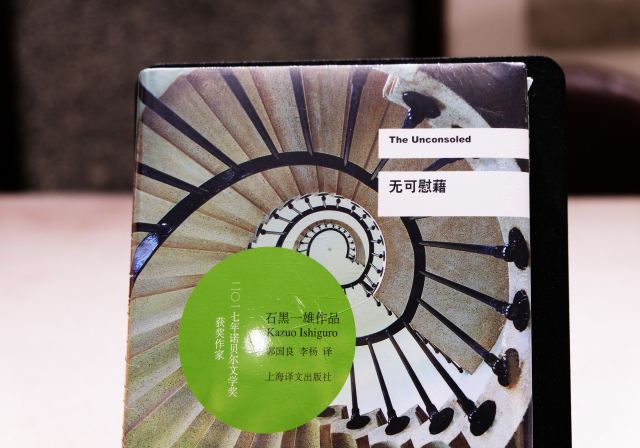 The Unconsoled
无可慰藉
二〇一七年诺贝尔文学奖
获奖作家
石黑一雄作品
Kazuo Ishiguro
郭国良 李杨 译
上海译文出版社